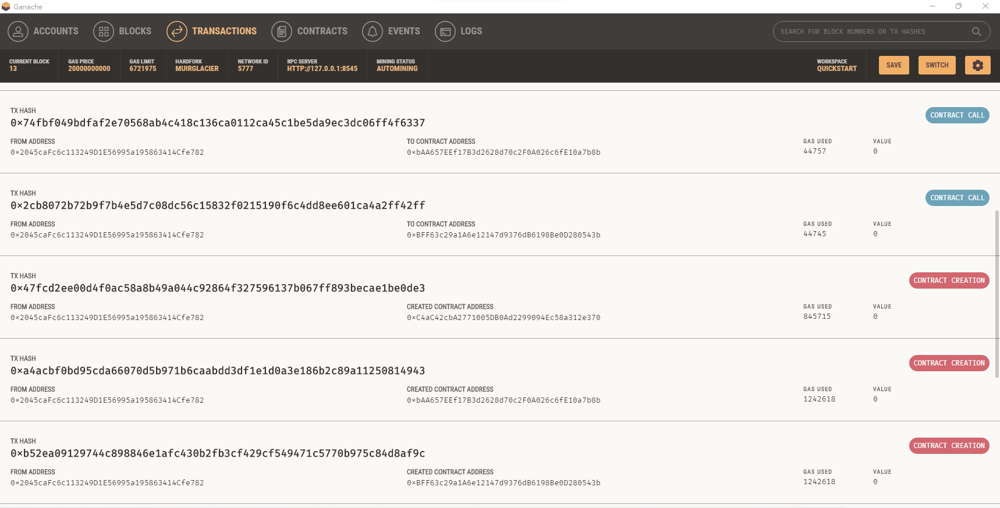 Ganache
ACCOUNTS BLOCKS TRANSACTIONS CONTRACTS EVENTS LOGS SEARCH FOR BLOCK NUMBERS OR TX HASHES
CURRENT BLOCK GAS PRICE GAS LIMIT HARDFORK NETWORK ID RPC SERVER MINING STATUS WORKSPACE
13 20000000000 6721975 MUIRGLACIER 5777 HTTP://127.0.0.1:8545 AUTOMINING QUICKSTART SAVE SWITCH
TX HASH
0×74fbf049bdfaf2e70568ab4c418c136ca0112ca45c1be5da9ec3dc06ff4f6337 CONTRACT CALL
FROM ADDRESS TO CONTRACT ADDRESS GAS USED VALUE
0×2045caFc6c113249D1E56995a195863414Cfe782 0×bAA657EEf17B3d2628d70c2F0A026c6fE10a7b8b 44757 0
TX HASH
0×2cb8072b72b9f7b4e5d7c08dc56c15832f0215190f6c4dd8ee601ca4a2ff42ff CONTRACT CALL
FROM ADDRESS TO CONTRACT ADDRESS GAS USED VALUE
0×2045caFc6c113249D1E56995a195863414Cfe782 0×BFF63c29a1A6e12147d9376dB6198Be0D280543b 44745 0
TX HASH
0×47fcd2ee00d4f0ac58a8b49a044c92864f327596137b067ff893becae1be0de3 CONTRACT CREATION
FROM ADDRESS CREATED CONTRACT ADDRESS GAS USED VALUE
0×2045caFc6c113249D1E56995a195863414Cfe782 0×C4aC42cbA2771005DB0Ad2299094Ec58a312e370 845715 0
TX HASH
0×a4acbf0bd95cda66070d5b971b6caabdd3df1e1d0a3e186b2c89a11250814943 CONTRACT CREATION
FROM ADDRESS CREATED CONTRACT ADDRESS GAS USED VALUE
0×2045caFc6c113249D1E56995a195863414Cfe782 0×bAA657EEf17B3d2628d70c2F0A026c6fE10a7b8b 1242618 0
TX HASH
0×b52ea09129744c898846e1afc430b2fb3cf429cf549471c5770b975c84d8af9c CONTRACT CREATION
FROM ADDRESS CREATED CONTRACT ADDRESS GAS USED VALUE
0×2045caFc6c113249D1E56995a195863414Cfe782 0×BFF63c29a1A6e12147d9376dB6198Be0D280543b 1242618 0